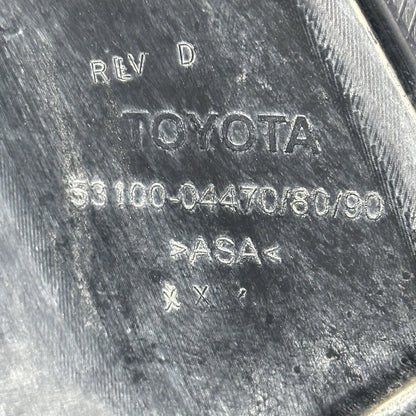 REV D
TOYOTA
53100-04470/80/90
>ASA<
X X